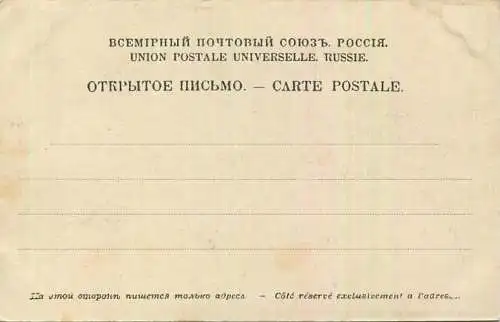 ВСЕМІРНЫЙ ПОЧТОВЫЙ СОЮЗЪ. РОССІЯ.
UNION POSTALE UNIVERSELLE. RUSSIE.
ОТКРЫТОЕ ПИСЬМО. — CARTE POSTALE.
На этой сторонѣ пишется только адресъ. — Côté réservé exclusivement a l'adres...